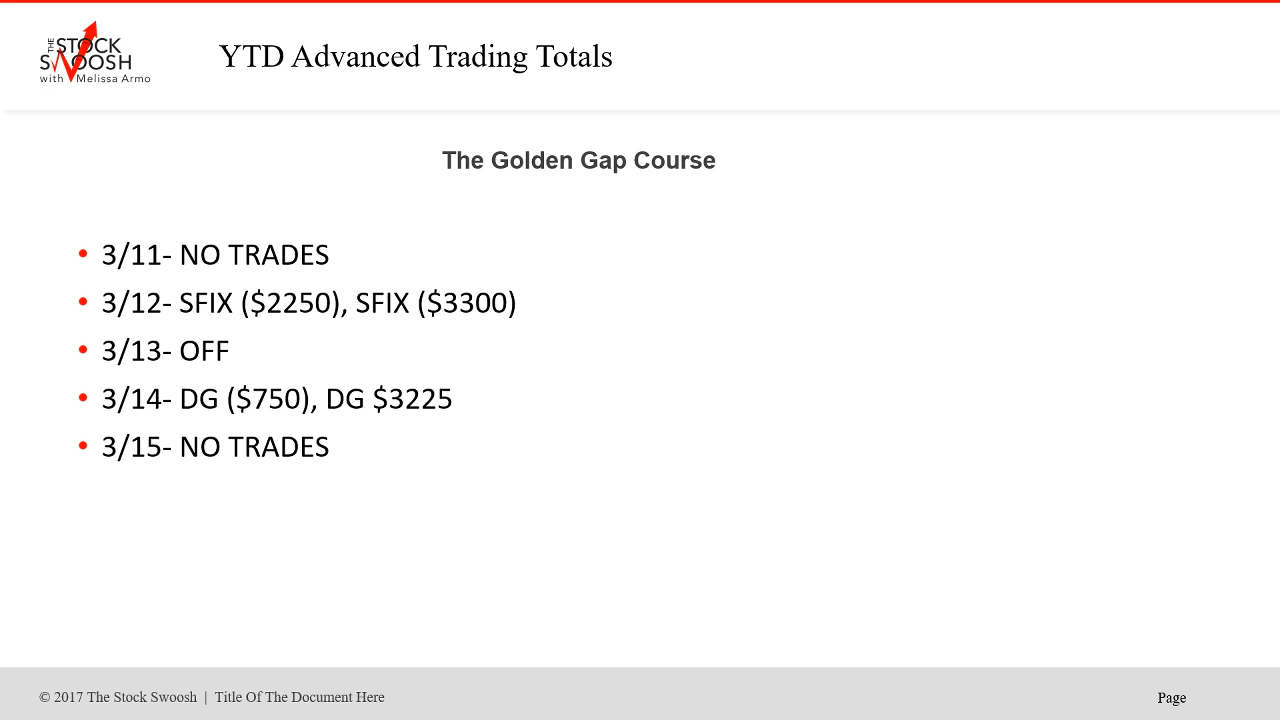 THE STOCK
SWOOSH
with Melissa Armo
YTD Advanced Trading Totals
The Golden Gap Course
• 3/11- NO TRADES
• 3/12- SFIX ($2250), SFIX ($3300)
• 3/13- OFF
• 3/14- DG ($750), DG $3225
• 3/15- NO TRADES
© 2017 The Stock Swoosh | Title Of The Document Here
Page